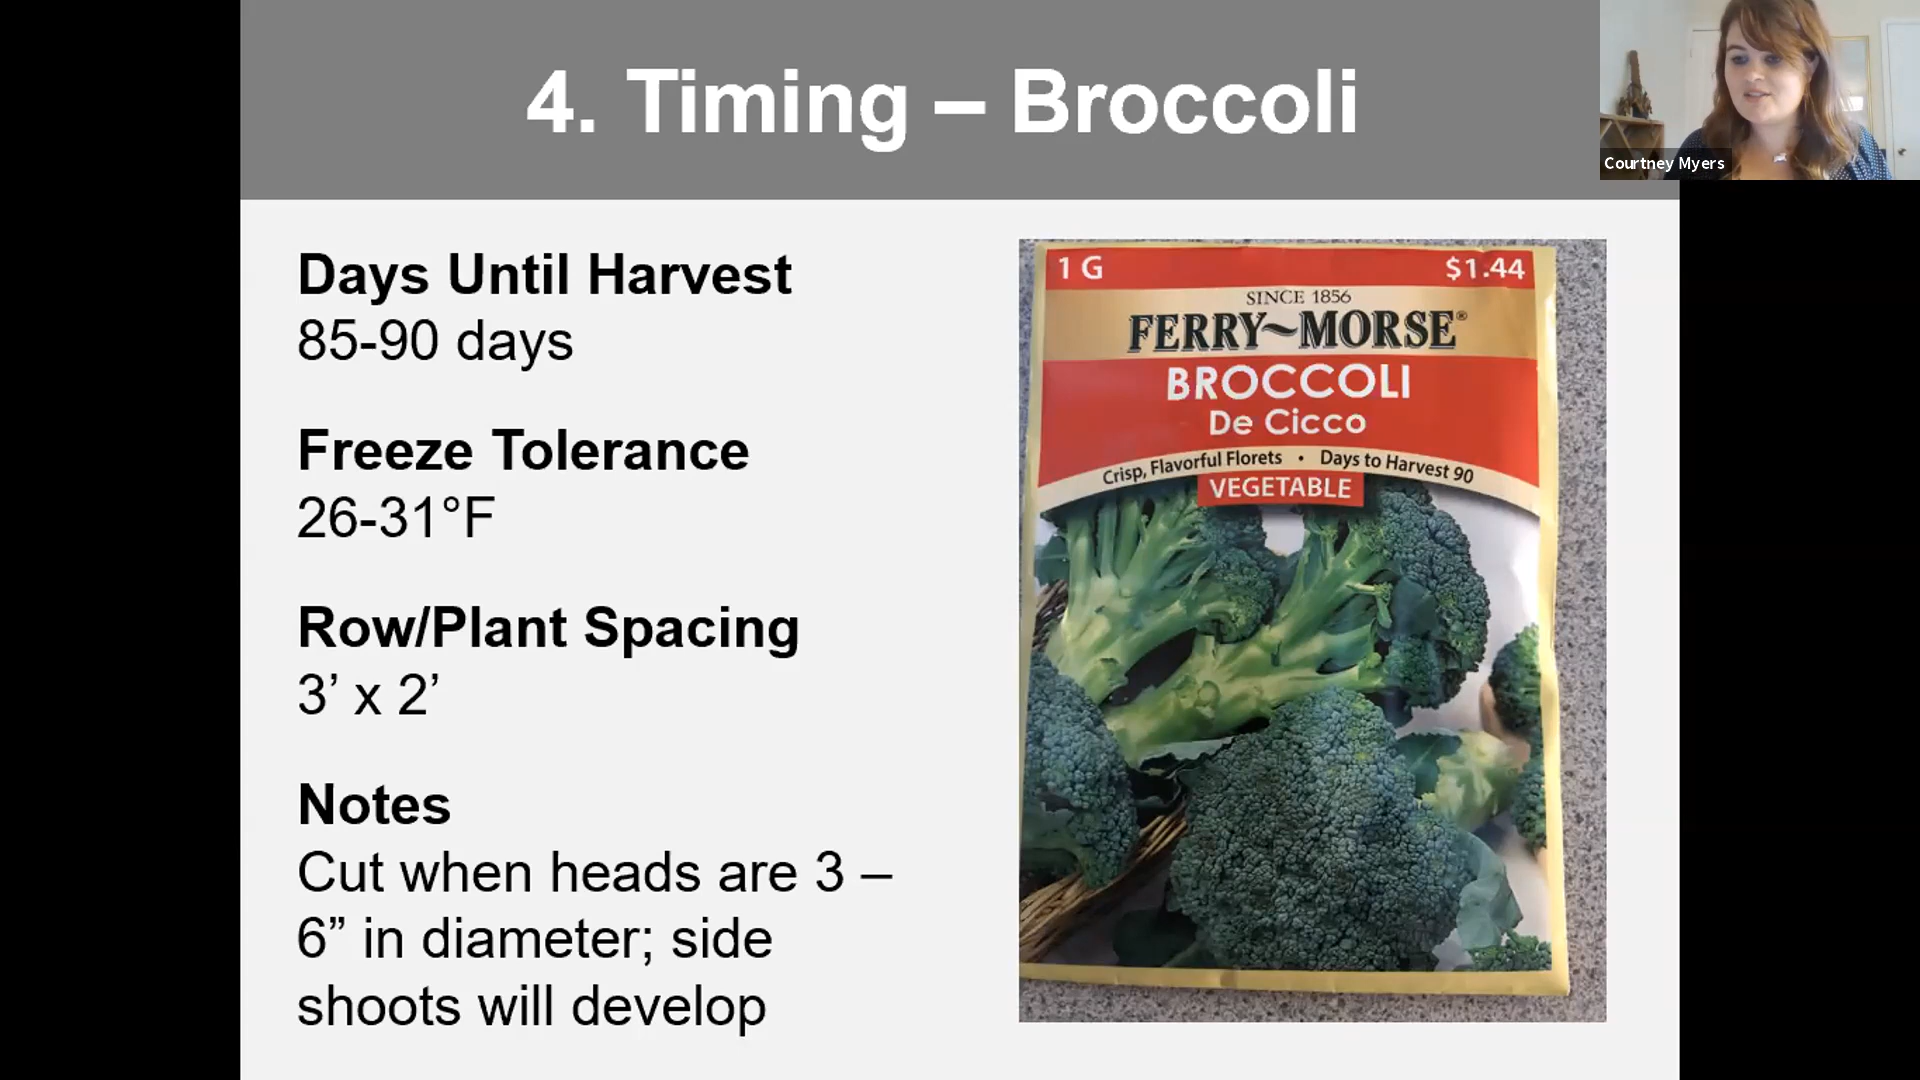 4. Timing – Broccoli
Courtney Myers
Days Until Harvest
85-90 days
Freeze Tolerance
26-31°F
Row/Plant Spacing
3’ x 2’
Notes
Cut when heads are 3 –
6” in diameter; side
shoots will develop
1 G
$1.44
SINCE 1856
FERRY~MORSE®
BROCCOLI
De Cicco
Crisp, Flavorful Florets • Days to Harvest 90
VEGETABLE